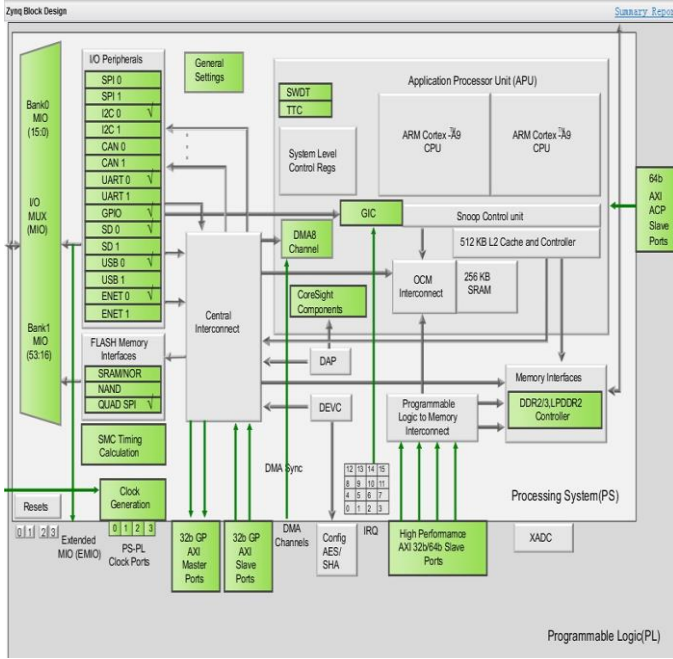 Zynq Block Design
Summary Repor
I/O Peripherals
SPI 0
SPI 1
I2C 0 √
I2C 1
CAN 0
CAN 1
UART 0 √
UART 1
GPIO √
SD 0 √
SD 1
USB 0 √
USB 1
ENET 0 √
ENET 1
Bank0
MIO
(15:0)
I/O
MUX
(MIO)
Bank1
MIO
(53:16)
FLASH Memory
Interfaces
SRAM/NOR
NAND
QUAD SPI √
SMC Timing
Calculation
Clock
Generation
Resets
0 1 2 3
Extended
MIO (EMIO)
0 1 2 3
PS-PL
Clock Ports
General
Settings
Application Processor Unit (APU)
SWDT
TTC
System Level
Control Regs
ARM Cortex -A9
TM
CPU
ARM Cortex -A9
TM
CPU
GIC
Snoop Control unit
512 KB L2 Cache and Controller
DMA8
Channel
OCM
Interconnect
256 KB
SRAM
CoreSight
Components
Central
Interconnect
DAP
DEVC
Programmable
Logic to Memory
Interconnect
Memory Interfaces
DDR2/3,LPDDR2
Controller
64b
AXI
ACP
Slave
Ports
DMA Sync
12 13 14 15
8 9 10 11
4 5 6 7
0 1 2 3
Processing System(PS)
32b GP
AXI
Master
Ports
32b GP
AXI
Slave
Ports
DMA
Channels
Config
AES/
SHA
IRQ
High Performamce
AXI 32b/64b Slave
Ports
XADC
Programmable Logic(PL)